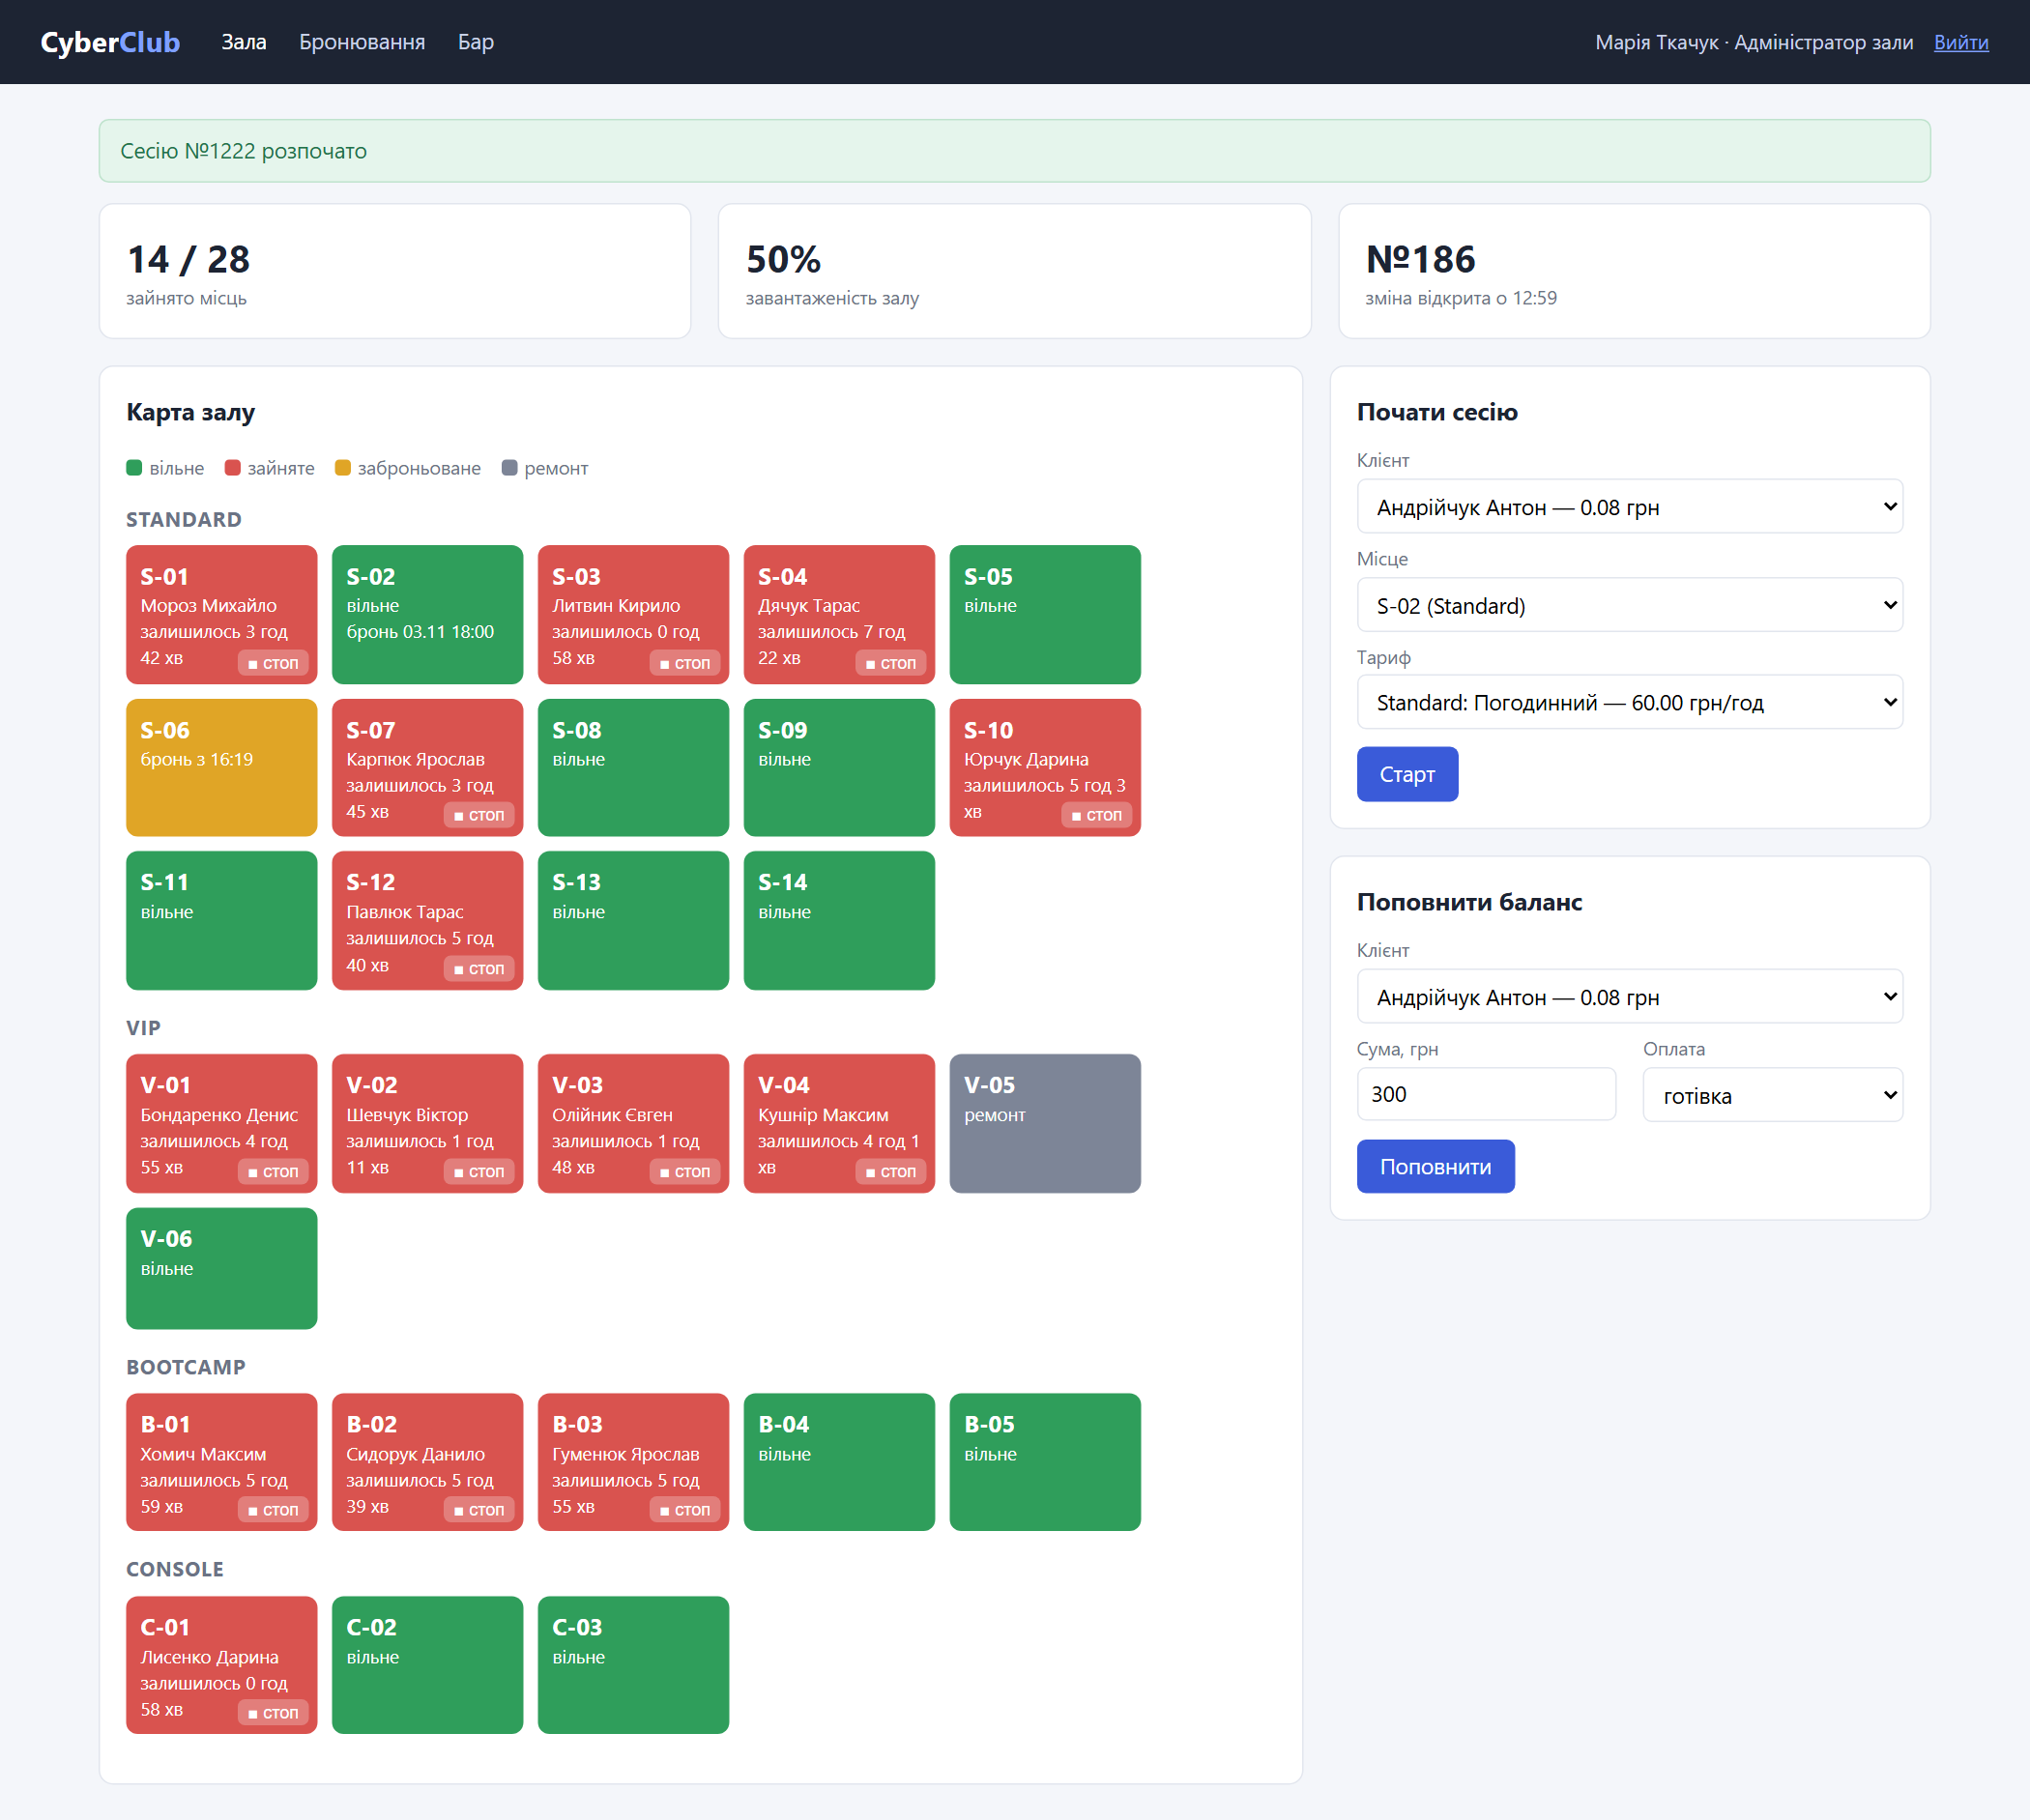 CyberClub Зала Бронювання Бар Марія Ткачук · Адміністратор зали Вийти
Сесію №1222 розпочато
14 / 28
зайнято місць
50%
завантаженість залу
№186
зміна відкрита о 12:59
Карта залу
вільне зайняте заброньоване ремонт
STANDARD
S-01
Мороз Михайло
залишилось 3 год
42 хв ■ стоп
S-02
вільне
бронь 03.11 18:00
S-03
Литвин Кирило
залишилось 0 год
58 хв ■ стоп
S-04
Дячук Тарас
залишилось 7 год
22 хв ■ стоп
S-05
вільне
S-06
бронь з 16:19
S-07
Карпюк Ярослав
залишилось 3 год
45 хв ■ стоп
S-08
вільне
S-09
вільне
S-10
Юрчук Дарина
залишилось 5 год 3
хв ■ стоп
S-11
вільне
S-12
Павлюк Тарас
залишилось 5 год
40 хв ■ стоп
S-13
вільне
S-14
вільне
VIP
V-01
Бондаренко Денис
залишилось 4 год
55 хв ■ стоп
V-02
Шевчук Віктор
залишилось 1 год
11 хв ■ стоп
V-03
Олійник Євген
залишилось 1 год
48 хв ■ стоп
V-04
Кушнір Максим
залишилось 4 год 1
хв ■ стоп
V-05
ремонт
V-06
вільне
BOOTCAMP
B-01
Хомич Максим
залишилось 5 год
59 хв ■ стоп
B-02
Сидорук Данило
залишилось 5 год
39 хв ■ стоп
B-03
Гуменюк Ярослав
залишилось 5 год
55 хв ■ стоп
B-04
вільне
B-05
вільне
CONSOLE
C-01
Лисенко Дарина
залишилось 0 год
58 хв ■ стоп
C-02
вільне
C-03
вільне
Почати сесію
Клієнт
Андрійчук Антон — 0.08 грн
Місце
S-02 (Standard)
Тариф
Standard: Погодинний — 60.00 грн/год
Старт
Поповнити баланс
Клієнт
Андрійчук Антон — 0.08 грн
Сума, грн Оплата
300 готівка
Поповнити